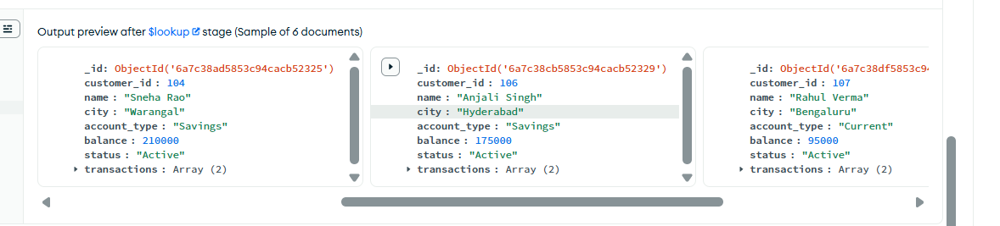 Output preview after $lookup stage (Sample of 6 documents)
_id: ObjectId('6a7c38ad5853c94cacb52325')
customer_id : 104
name : "Sneha Rao"
city : "Warangal"
account_type : "Savings"
balance : 210000
status : "Active"
transactions : Array (2)
_id: ObjectId('6a7c38cb5853c94cacb52329')
customer_id : 106
name : "Anjali Singh"
city : "Hyderabad"
account_type : "Savings"
balance : 175000
status : "Active"
transactions : Array (2)
_id: ObjectId('6a7c38df5853c94
customer_id : 107
name : "Rahul Verma"
city : "Bengaluru"
account_type : "Current"
balance : 95000
status : "Active"
transactions : Array (2)